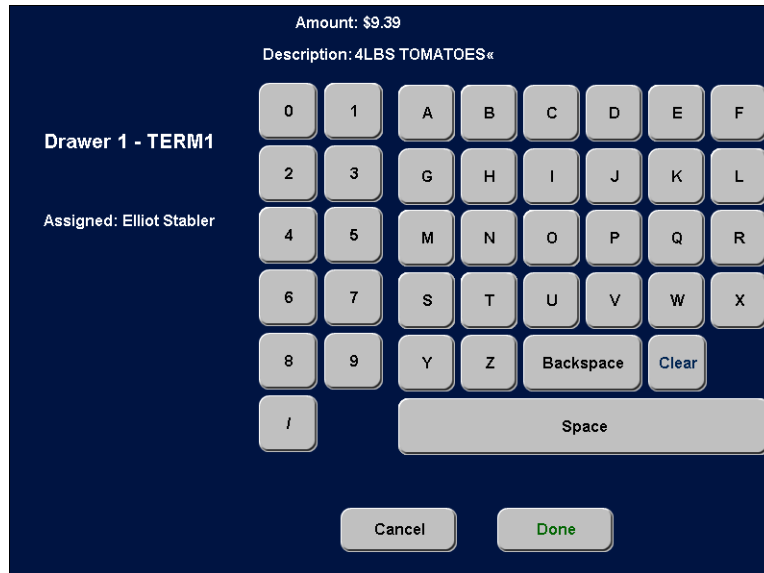 Amount: $9.39
Description: 4LBS TOMATOES«
Drawer 1 - TERM1
Assigned: Elliot Stabler
0 1 A B C D E F
2 3 G H I J K L
4 5 M N O P Q R
6 7 S T U V W X
8 9 Y Z Backspace Clear
/ Space
Cancel Done